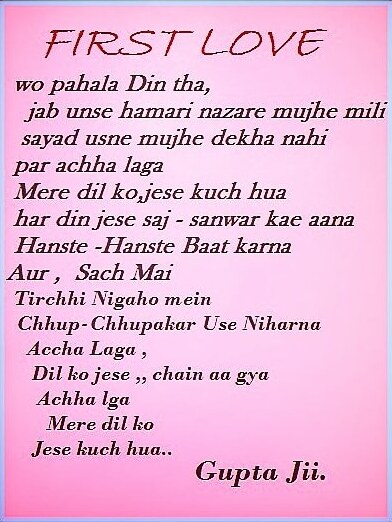 FIRST LOVE
wo pahala Din tha,
jab unse hamari nazare mujhe mili
sayad usne mujhe dekha nahi
par achha laga
Mere dil ko,jese kuch hua
har din jese saj - sanwar kae aana
Hanste -Hanste Baat karna
Aur , Sach Mai
Tirchhi Nigaho mein
Chhup-Chhupakar Use Niharna
Accha Laga ,
Dil ko jese ,, chain aa gya
Achha lga
Mere dil ko
Jese kuch hua..
Gupta Jii.